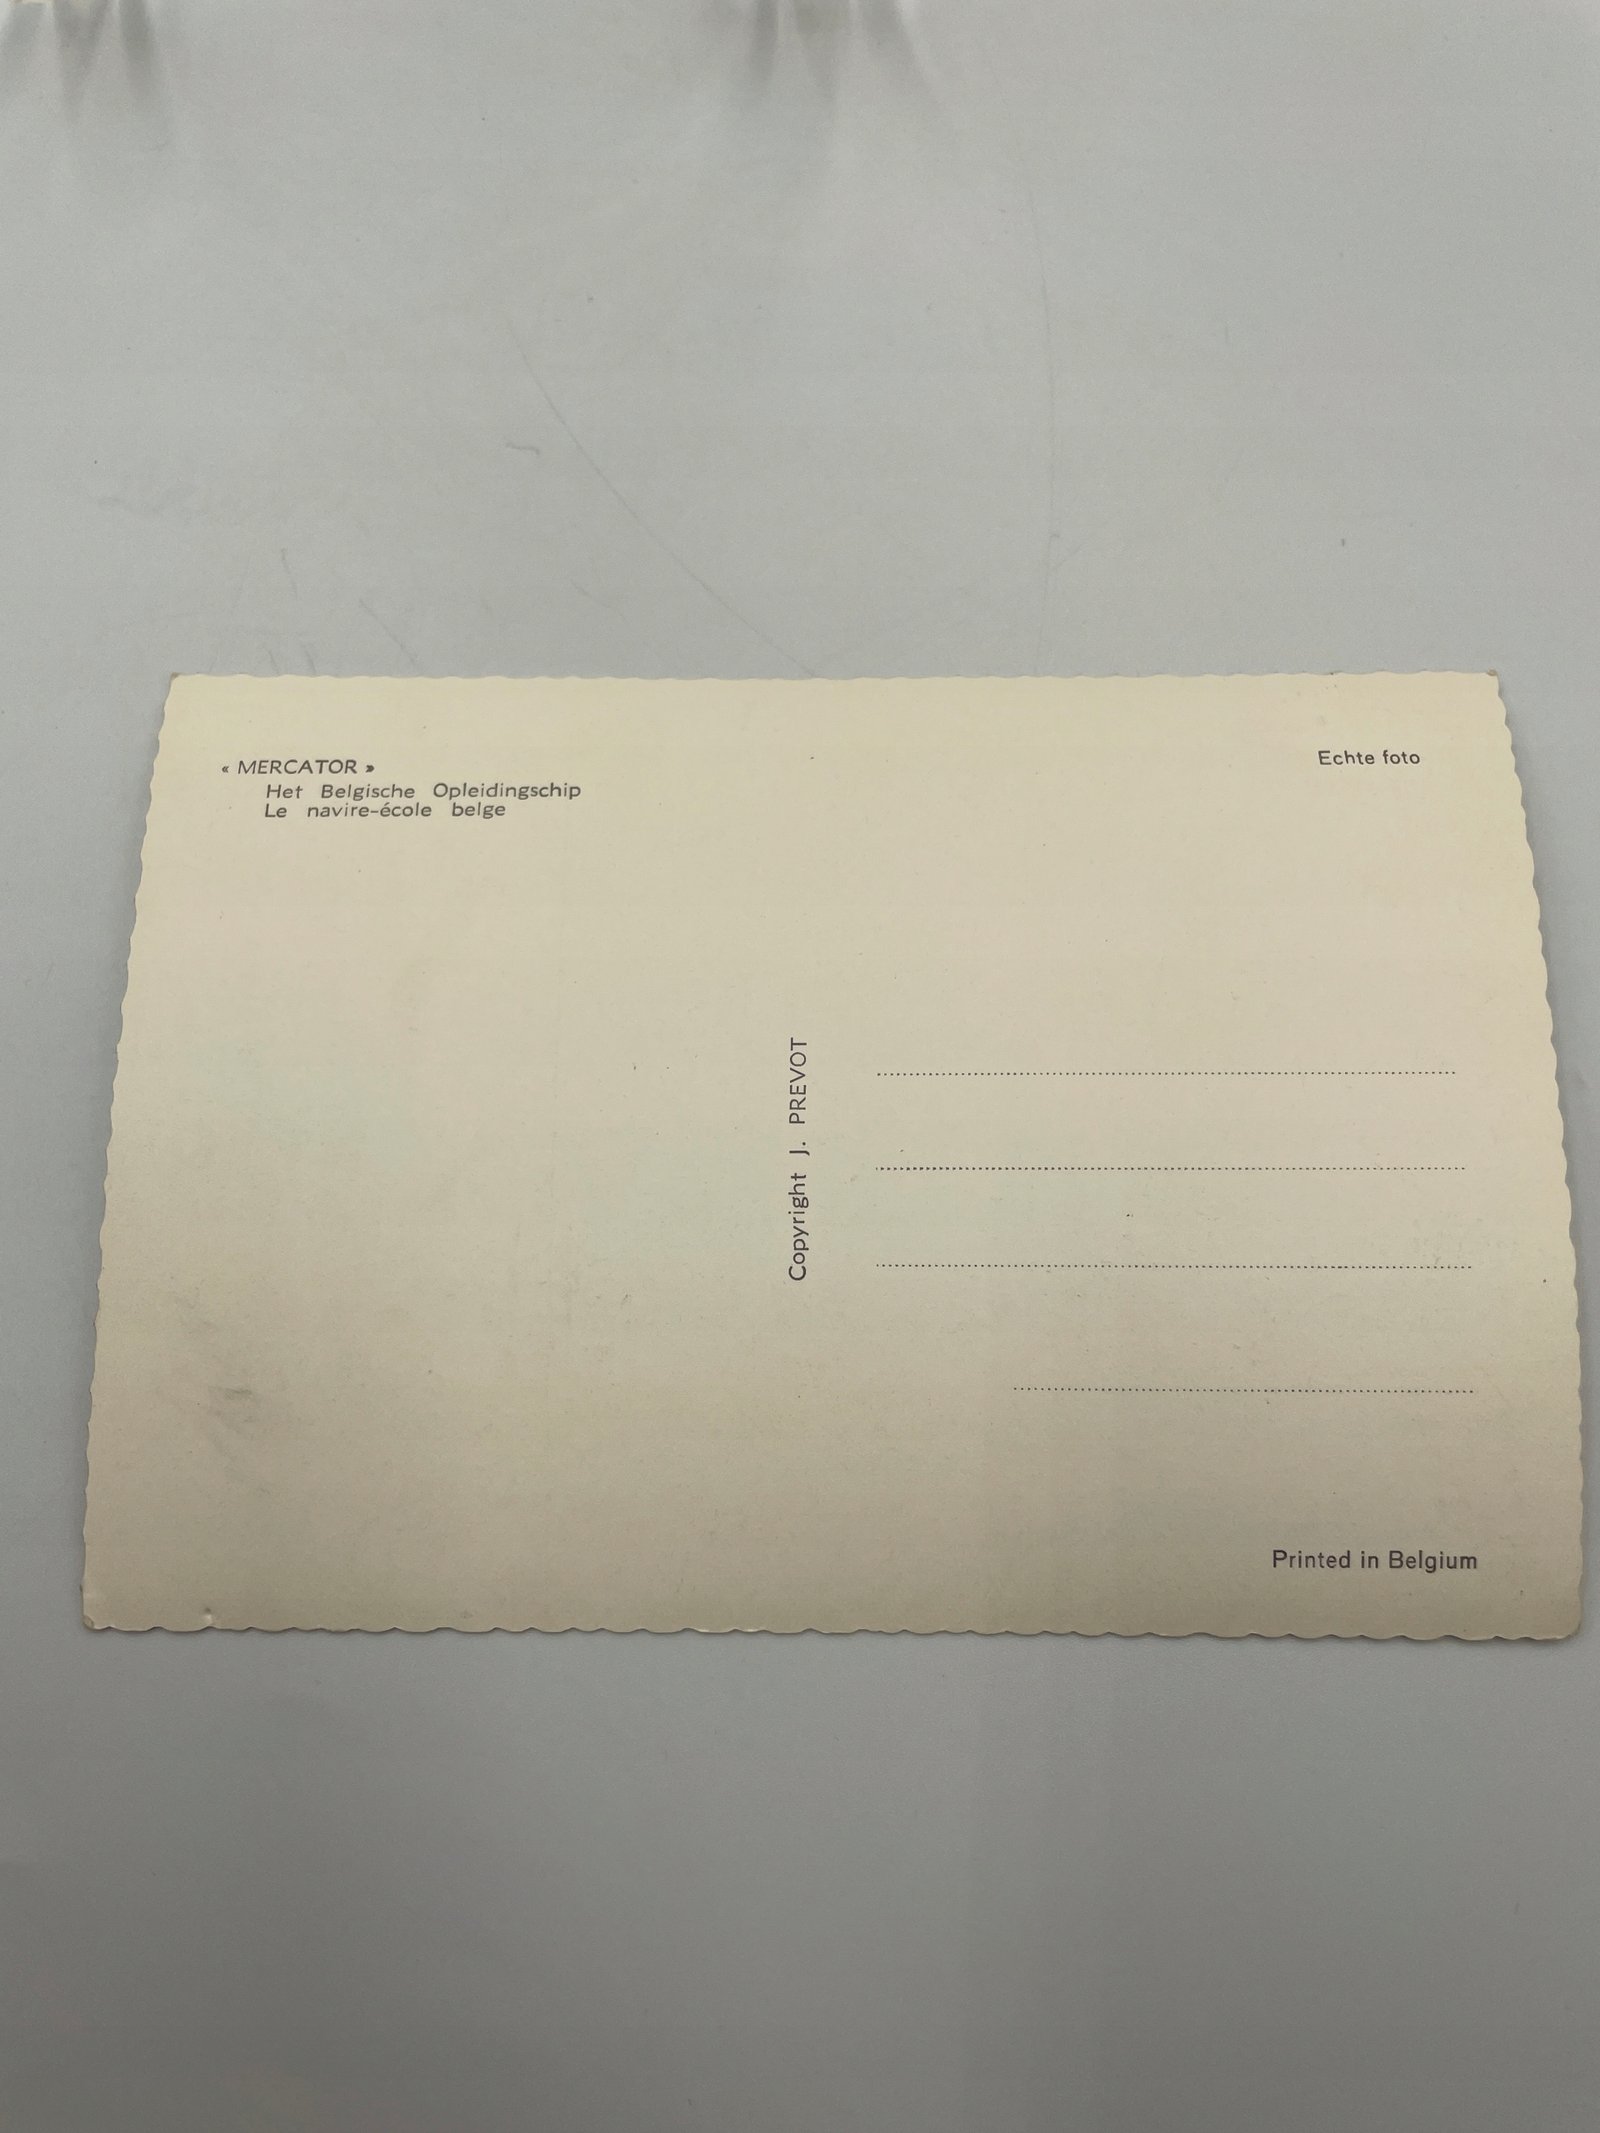 « MERCATOR »
Het Belgische Opleidingschip
Le navire-école belge
Echte foto
Copyright J. PREVOT
Printed in Belgium